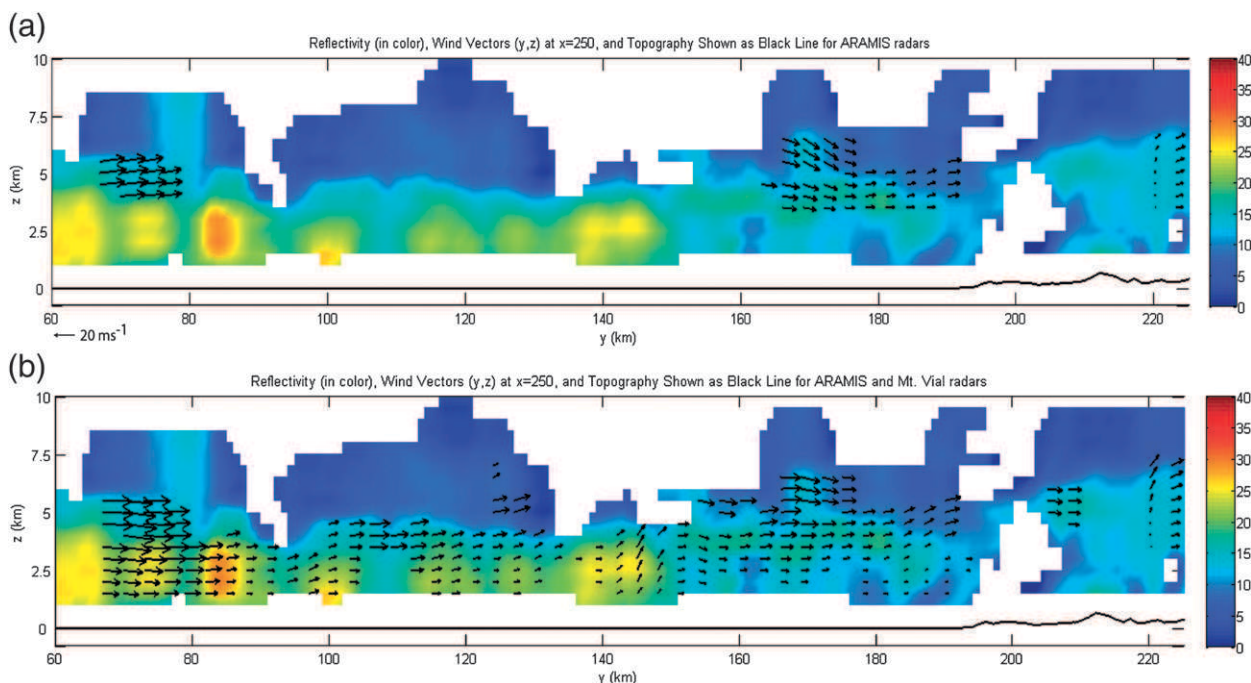 (a)
Reflectivity (in color), Wind Vectors (y,z) at x=250, and Topography Shown as Black Line for ARAMIS radars
10
7.5
5
2.5
0
z (km)
60 80 100 120 140 160 180 200 220
y (km)
← 20 ms⁻¹
40
35
30
25
20
15
10
5
0
(b)
Reflectivity (in color), Wind Vectors (y,z) at x=250, and Topography Shown as Black Line for ARAMIS and Mt. Vial radars
10
7.5
5
2.5
0
z (km)
60 80 100 120 140 160 180 200 220
y (km)
40
35
30
25
20
15
10
5
0